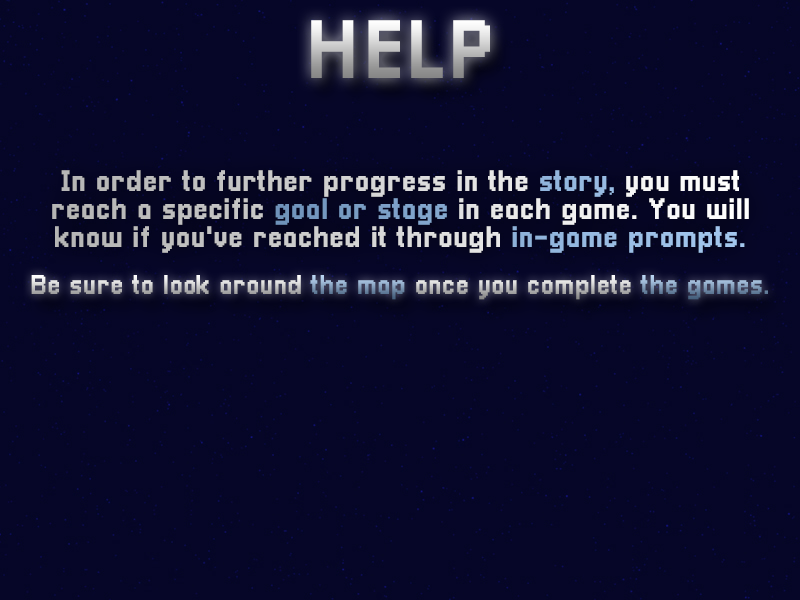 HELP
In order to further progress in the story, you must
reach a specific goal or stage in each game. You will
know if you've reached it through in-game prompts.
Be sure to look around the map once you complete the games.